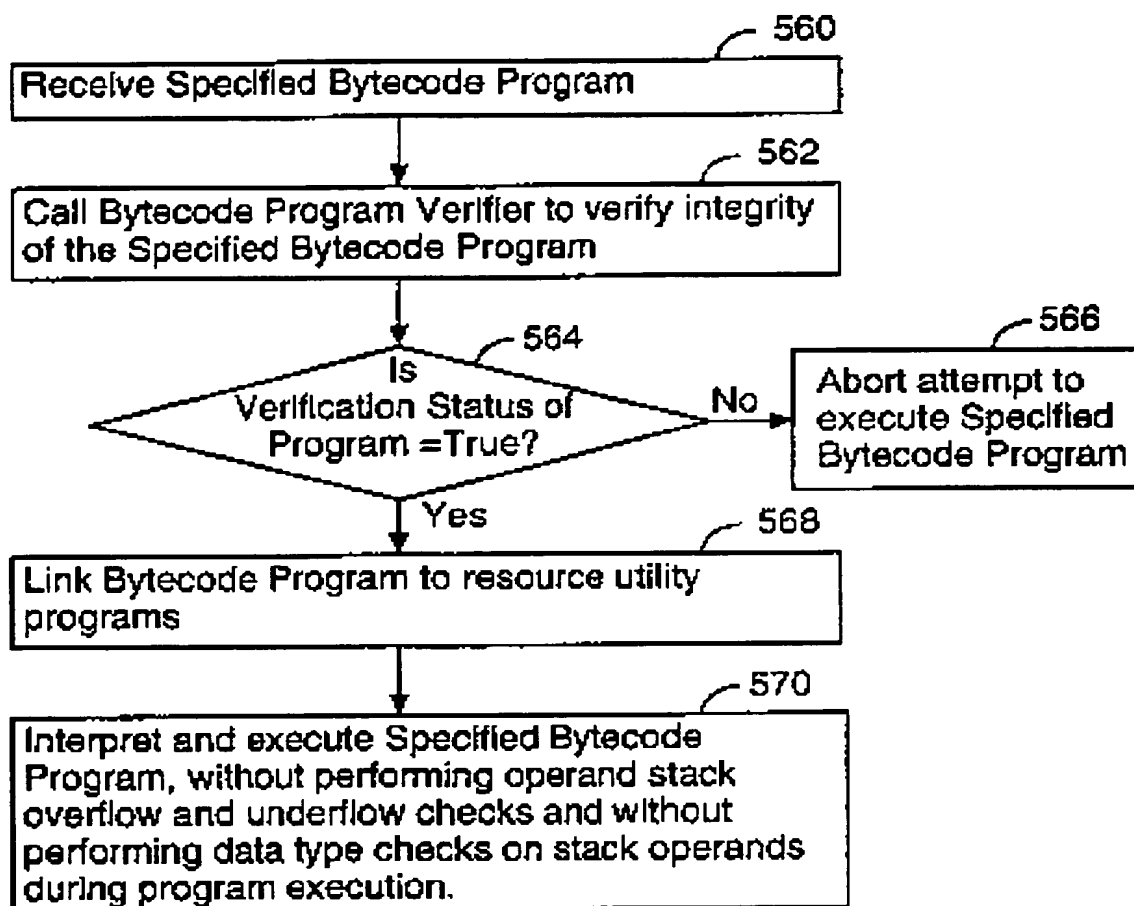 560
Receive Specified Bytecode Program
562
Call Bytecode Program Verifier to verify integrity
of the Specified Bytecode Program
564
Is
Verification Status of
Program =True?
No
566
Abort attempt to
execute Specified
Bytecode Program
Yes
568
Link Bytecode Program to resource utility
programs
570
Interpret and execute Specified Bytecode
Program, without performing operand stack
overflow and underflow checks and without
performing data type checks on stack operands
during program execution.